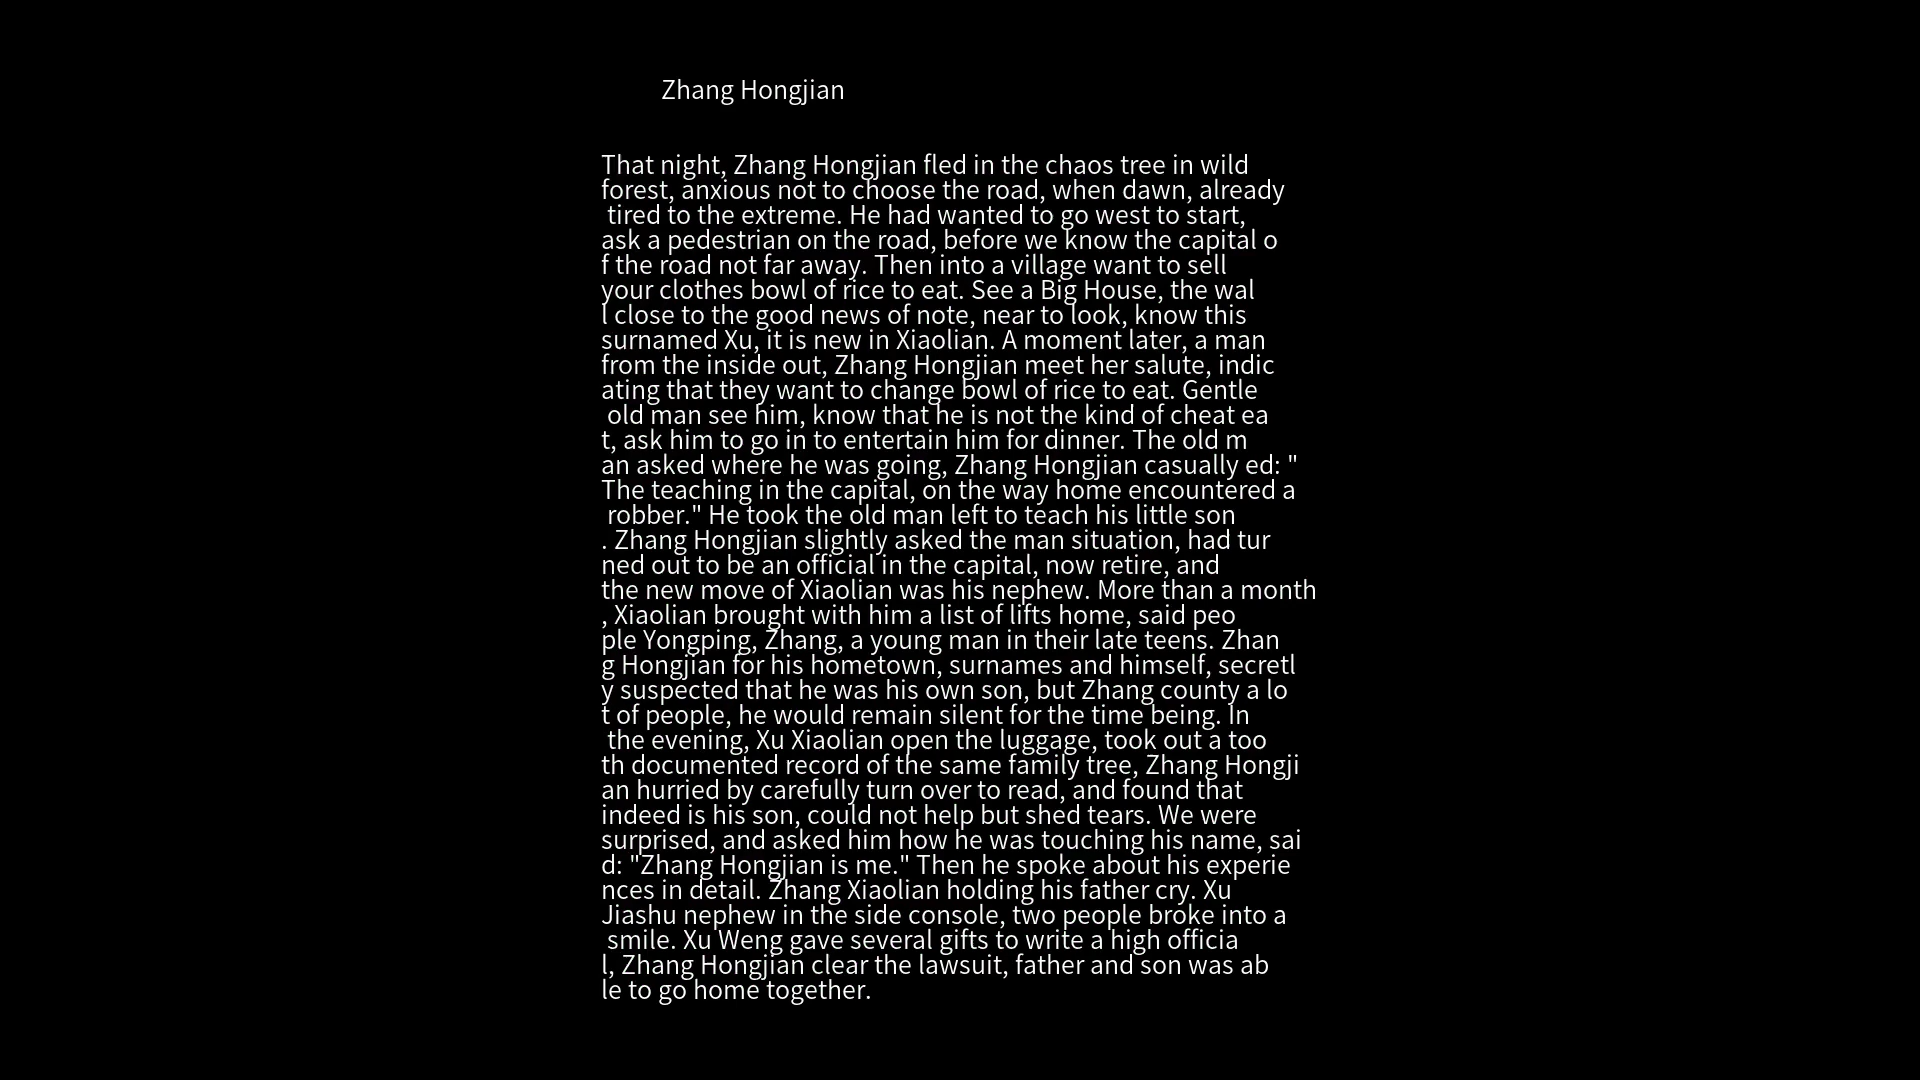 Zhang Hongjian
That night, Zhang Hongjian fled in the chaos tree in wild
forest, anxious not to choose the road, when dawn, already
tired to the extreme. He had wanted to go west to start,
ask a pedestrian on the road, before we know the capital o
f the road not far away. Then into a village want to sell
your clothes bowl of rice to eat. See a Big House, the wal
l close to the good news of note, near to look, know this
surnamed Xu, it is new in Xiaolian. A moment later, a man
from the inside out, Zhang Hongjian meet her salute, indic
ating that they want to change bowl of rice to eat. Gentle
old man see him, know that he is not the kind of cheat ea
t, ask him to go in to entertain him for dinner. The old m
an asked where he was going, Zhang Hongjian casually ed: "
The teaching in the capital, on the way home encountered a
robber." He took the old man left to teach his little son
. Zhang Hongjian slightly asked the man situation, had tur
ned out to be an official in the capital, now retire, and
the new move of Xiaolian was his nephew. More than a month
, Xiaolian brought with him a list of lifts home, said peo
ple Yongping, Zhang, a young man in their late teens. Zhan
g Hongjian for his hometown, surnames and himself, secretl
y suspected that he was his own son, but Zhang county a lo
t of people, he would remain silent for the time being. In
the evening, Xu Xiaolian open the luggage, took out a too
th documented record of the same family tree, Zhang Hongji
an hurried by carefully turn over to read, and found that
indeed is his son, could not help but shed tears. We were
surprised, and asked him how he was touching his name, sai
d: "Zhang Hongjian is me." Then he spoke about his experie
nces in detail. Zhang Xiaolian holding his father cry. Xu
Jiashu nephew in the side console, two people broke into a
smile. Xu Weng gave several gifts to write a high officia
l, Zhang Hongjian clear the lawsuit, father and son was ab
le to go home together.